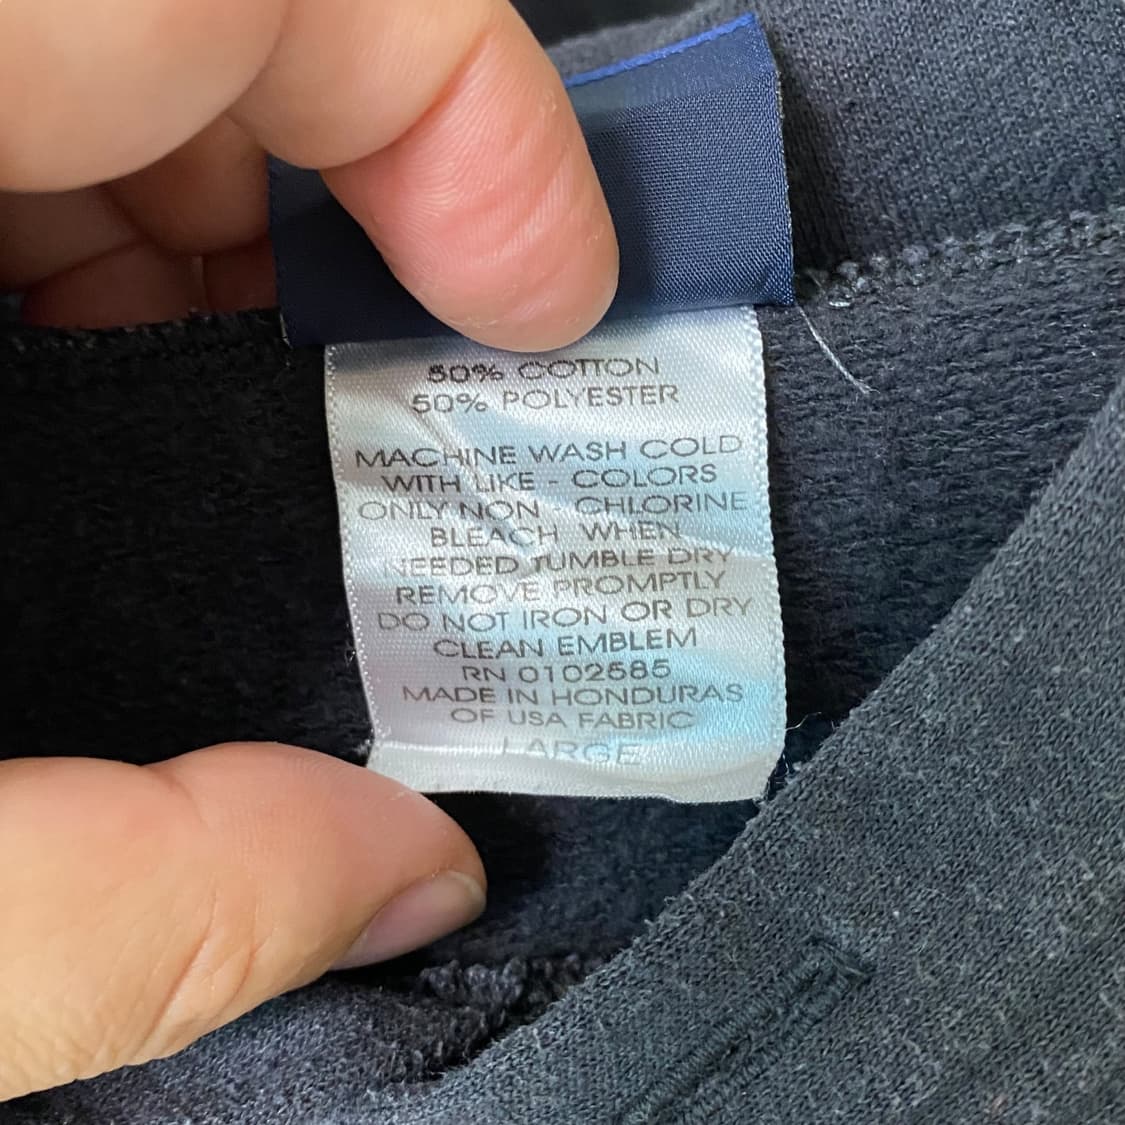 50% COTTON
50% POLYESTER
MACHINE WASH COLD
WITH LIKE - COLORS
ONLY NON - CHLORINE
BLEACH WHEN
NEEDED TUMBLE DRY
REMOVE PROMPTLY
DO NOT IRON OR DRY
CLEAN EMBLEM
RN 0102585
MADE IN HONDURAS
OF USA FABRIC
LARGE